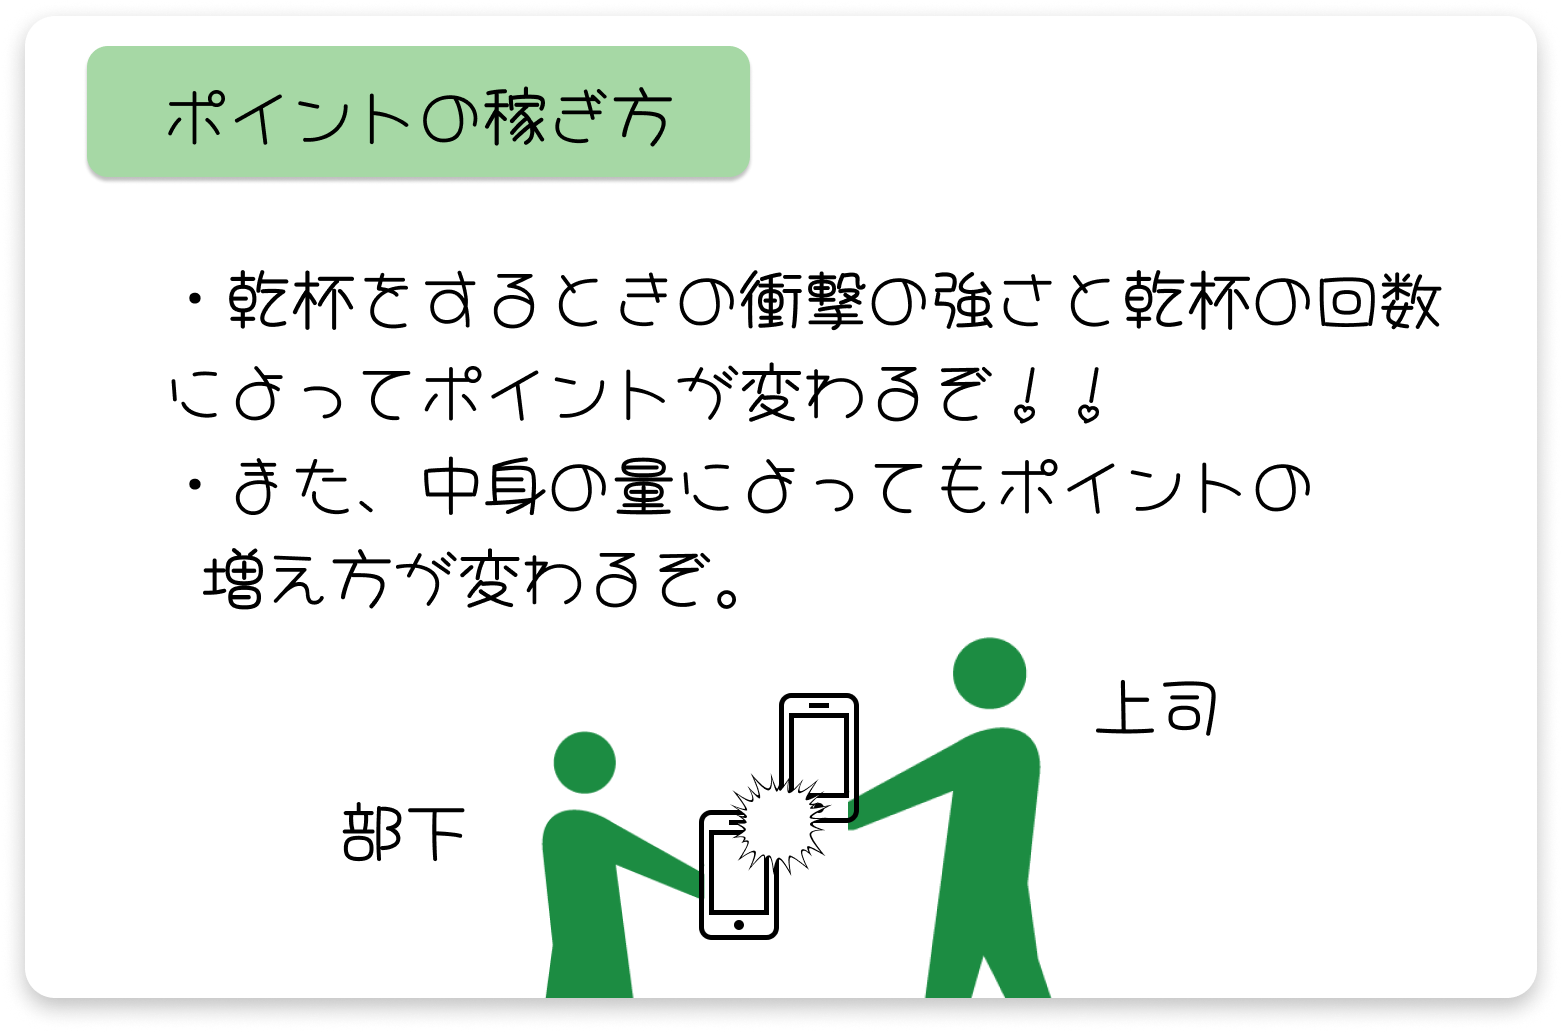 ポイントの稼ぎ方
・乾杯をするときの衝撃の強さと乾杯の回数
によってポイントが変わるぞ！！
・また、中身の量によってもポイントの
増え方が変わるぞ。
上司
部下